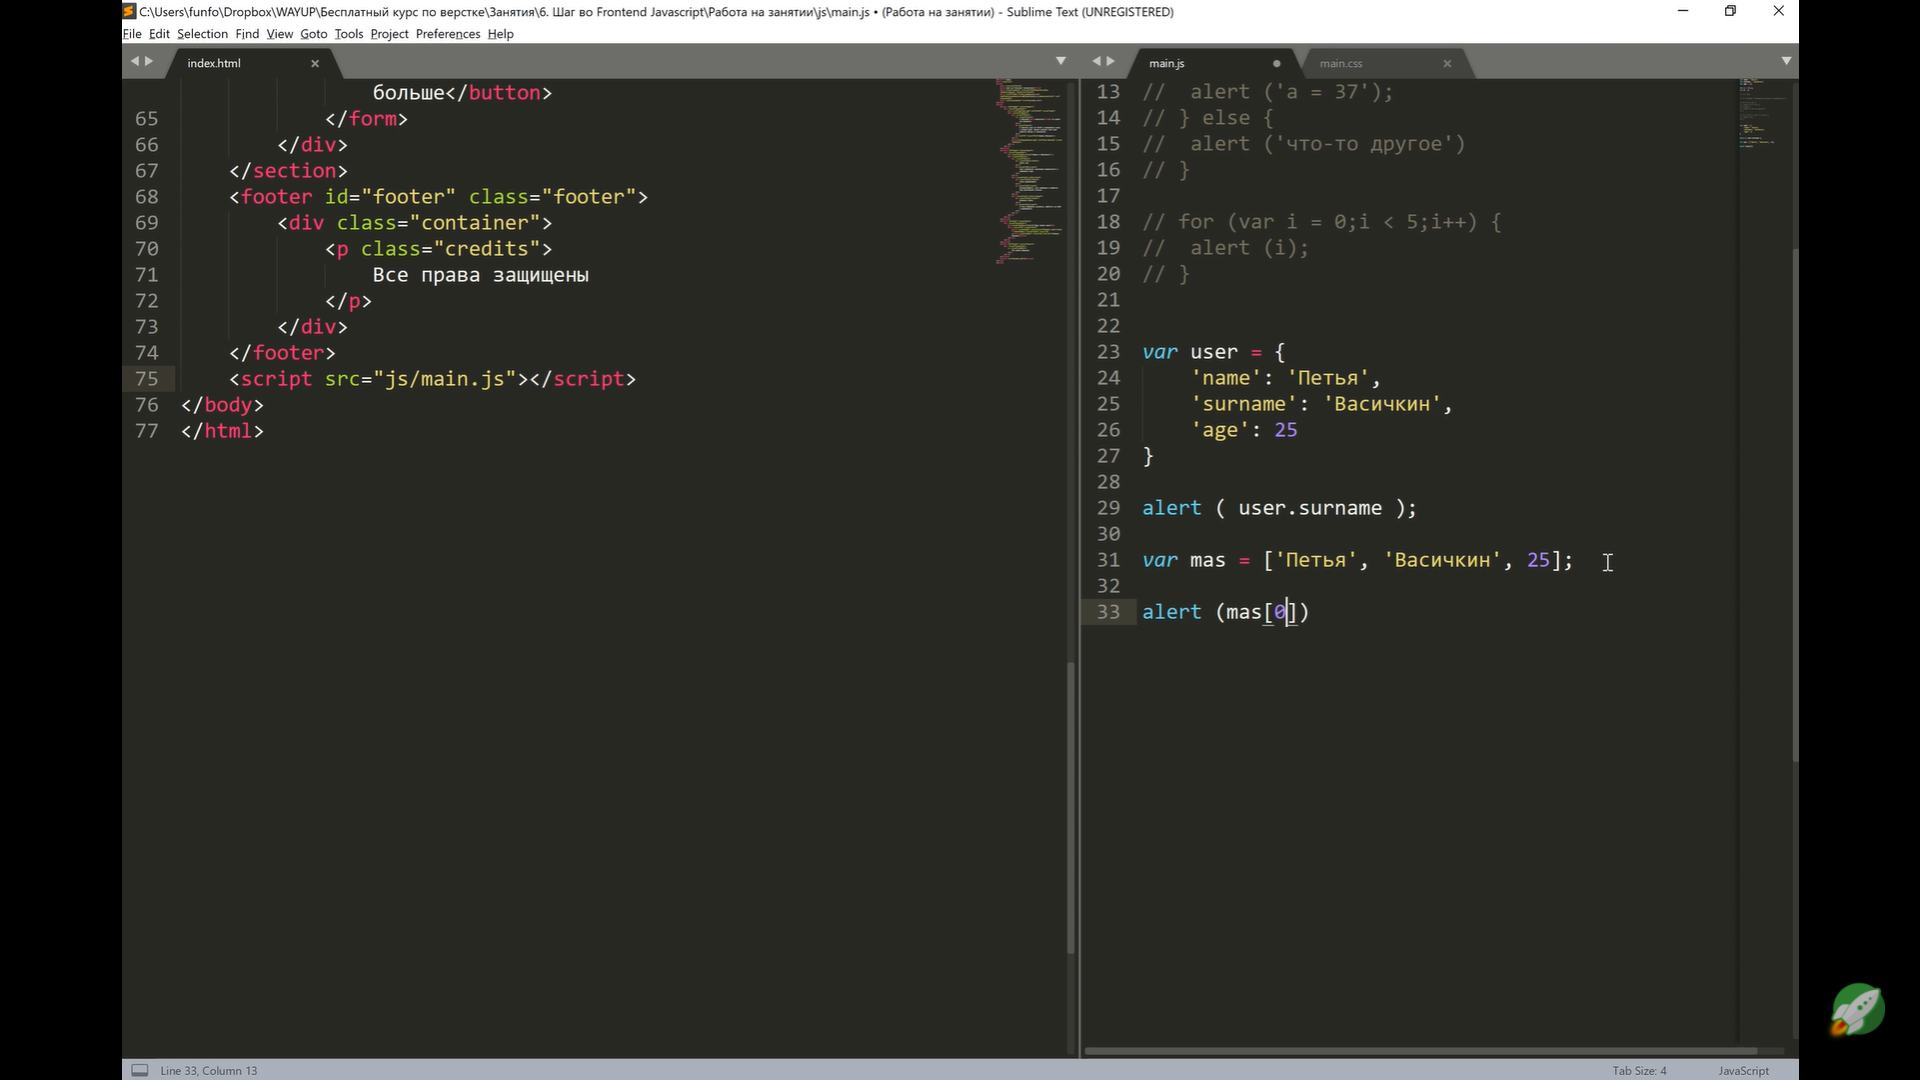 C:\Users\funfo\Dropbox\WAYUP\Бесплатный курс по верстке\Занятия\6. Шаг во Frontend Javascript\Работа на занятии\js\main.js • (Работа на занятии) - Sublime Text (UNREGISTERED)
File Edit Selection Find View Goto Tools Project Preferences Help
index.html
больше</button>
65 </form>
66 </div>
67 </section>
68 <footer id="footer" class="footer">
69 <div class="container">
70 <p class="credits">
71 Все права защищены
72 </p>
73 </div>
74 </footer>
75 <script src="js/main.js"></script>
76 </body>
77 </html>
main.js main.css
13 // alert ('a = 37');
14 // } else {
15 // alert ('что-то другое')
16 // }
17
18 // for (var i = 0;i < 5;i++) {
19 // alert (i);
20 // }
21
22
23 var user = {
24 'name': 'Петья',
25 'surname': 'Васичкин',
26 'age': 25
27 }
28
29 alert ( user.surname );
30
31 var mas = ['Петья', 'Васичкин', 25];
32
33 alert (mas[0])
Line 33, Column 13
Tab Size: 4 JavaScript